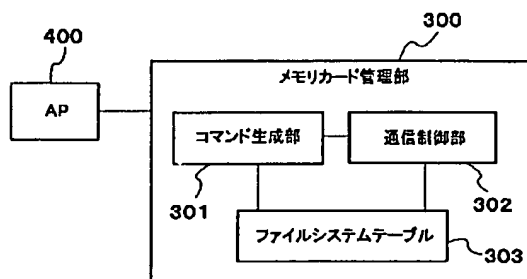 400
300
AP
メモリカード管理部
コマンド生成部
通信制御部
301
302
ファイルシステムテーブル
303